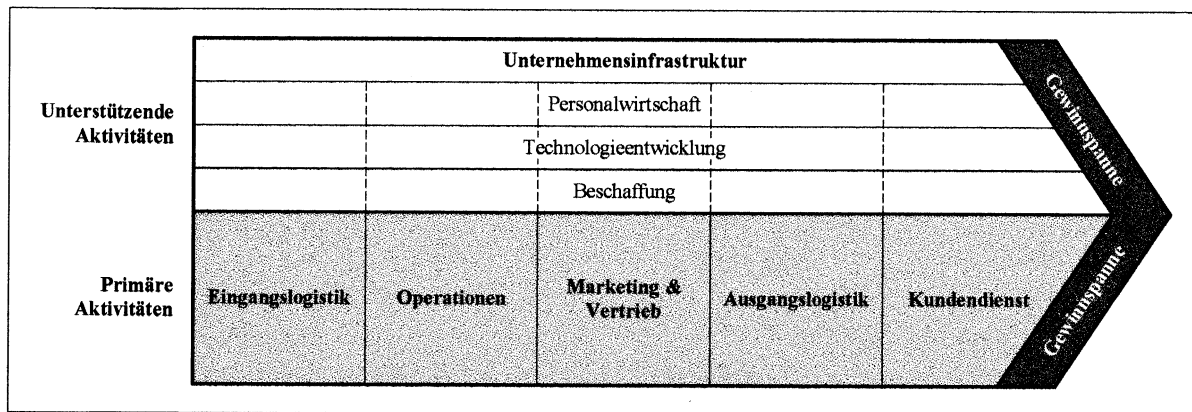 Unternehmensinfrastruktur
Unterstützende
Aktivitäten
Personalwirtschaft
Technologieentwicklung
Beschaffung
Gewinnspanne
Primäre
Aktivitäten
Eingangslogistik
Operationen
Marketing &
Vertrieb
Ausgangslogistik
Kundendienst
Gewinnspanne